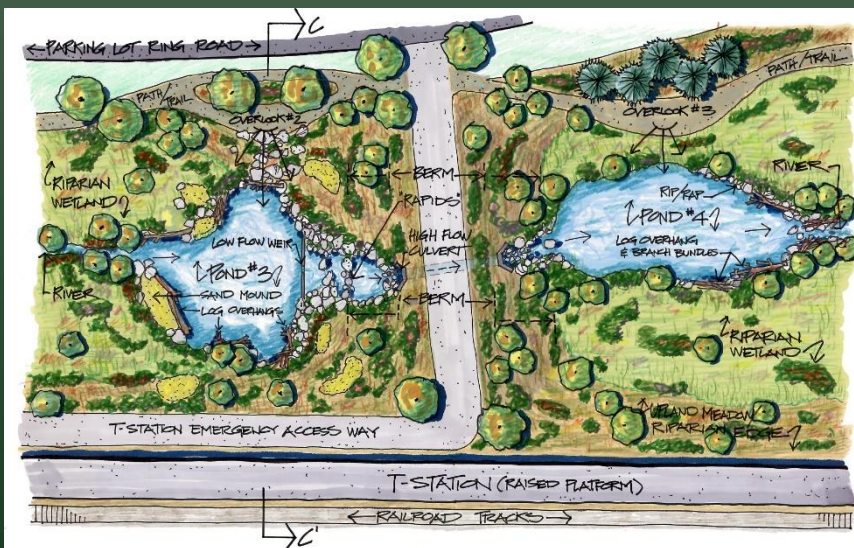 C
PARKING LOT RING ROAD
PATH/TRAIL
OVERLOOK #2
OVERLOOK #3
PATH/TRAIL
RIPARIAN
WETLAND
BERM
"RAPIDS"
HIGH FLOW
CULVERT
LOW FLOW WEIR
RIVER
POND #3
SAND MOUND
LOG OVERHANGS
BERM
RIP/RAP
RIVER
POND #4
LOG OVERHANG
& BRANCH BUNDLES
RIPARIAN
WETLAND
UPLAND MEADOW
RIPARIAN EDGE
T-STATION EMERGENCY ACCESS WAY
T-STATION (RAISED PLATFORM)
RAILROAD TRACKS
C'